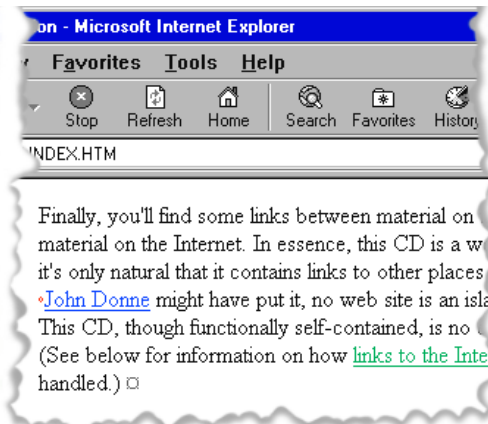 on - Microsoft Internet Explorer
Favorites Tools Help
Stop Refresh Home Search Favorites History
INDEX.HTM
Finally, you'll find some links between material on
material on the Internet. In essence, this CD is a w
it's only natural that it contains links to other places
John Donne might have put it, no web site is an isla
This CD, though functionally self-contained, is no
(See below for information on how links to the Inte
handled.)